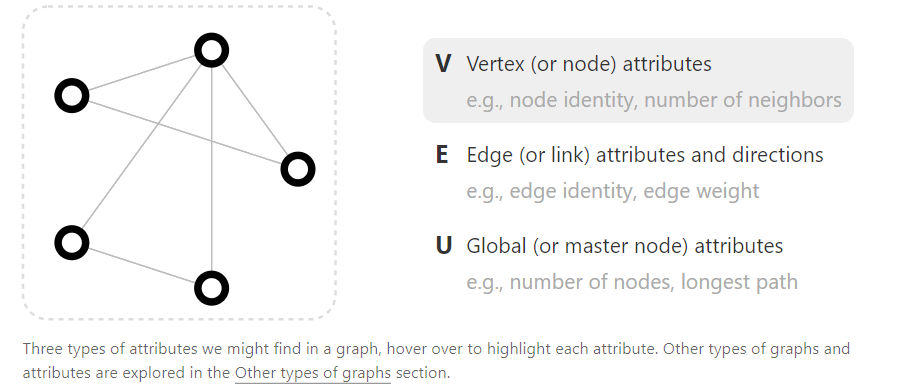 V Vertex (or node) attributes
e.g., node identity, number of neighbors
E Edge (or link) attributes and directions
e.g., edge identity, edge weight
U Global (or master node) attributes
e.g., number of nodes, longest path
Three types of attributes we might find in a graph, hover over to highlight each attribute. Other types of graphs and
attributes are explored in the Other types of graphs section.